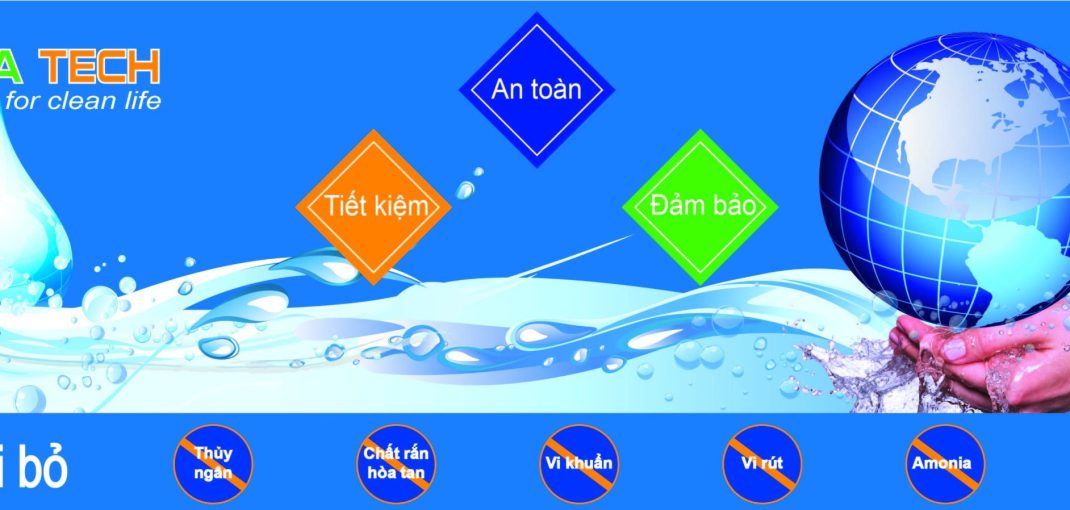 A TECH
for clean life
An toàn
Tiết kiệm
Đảm bảo
i bỏ
Thủy
ngân
Chất rắn
hòa tan
Vi khuẩn
Vi rút
Amonia